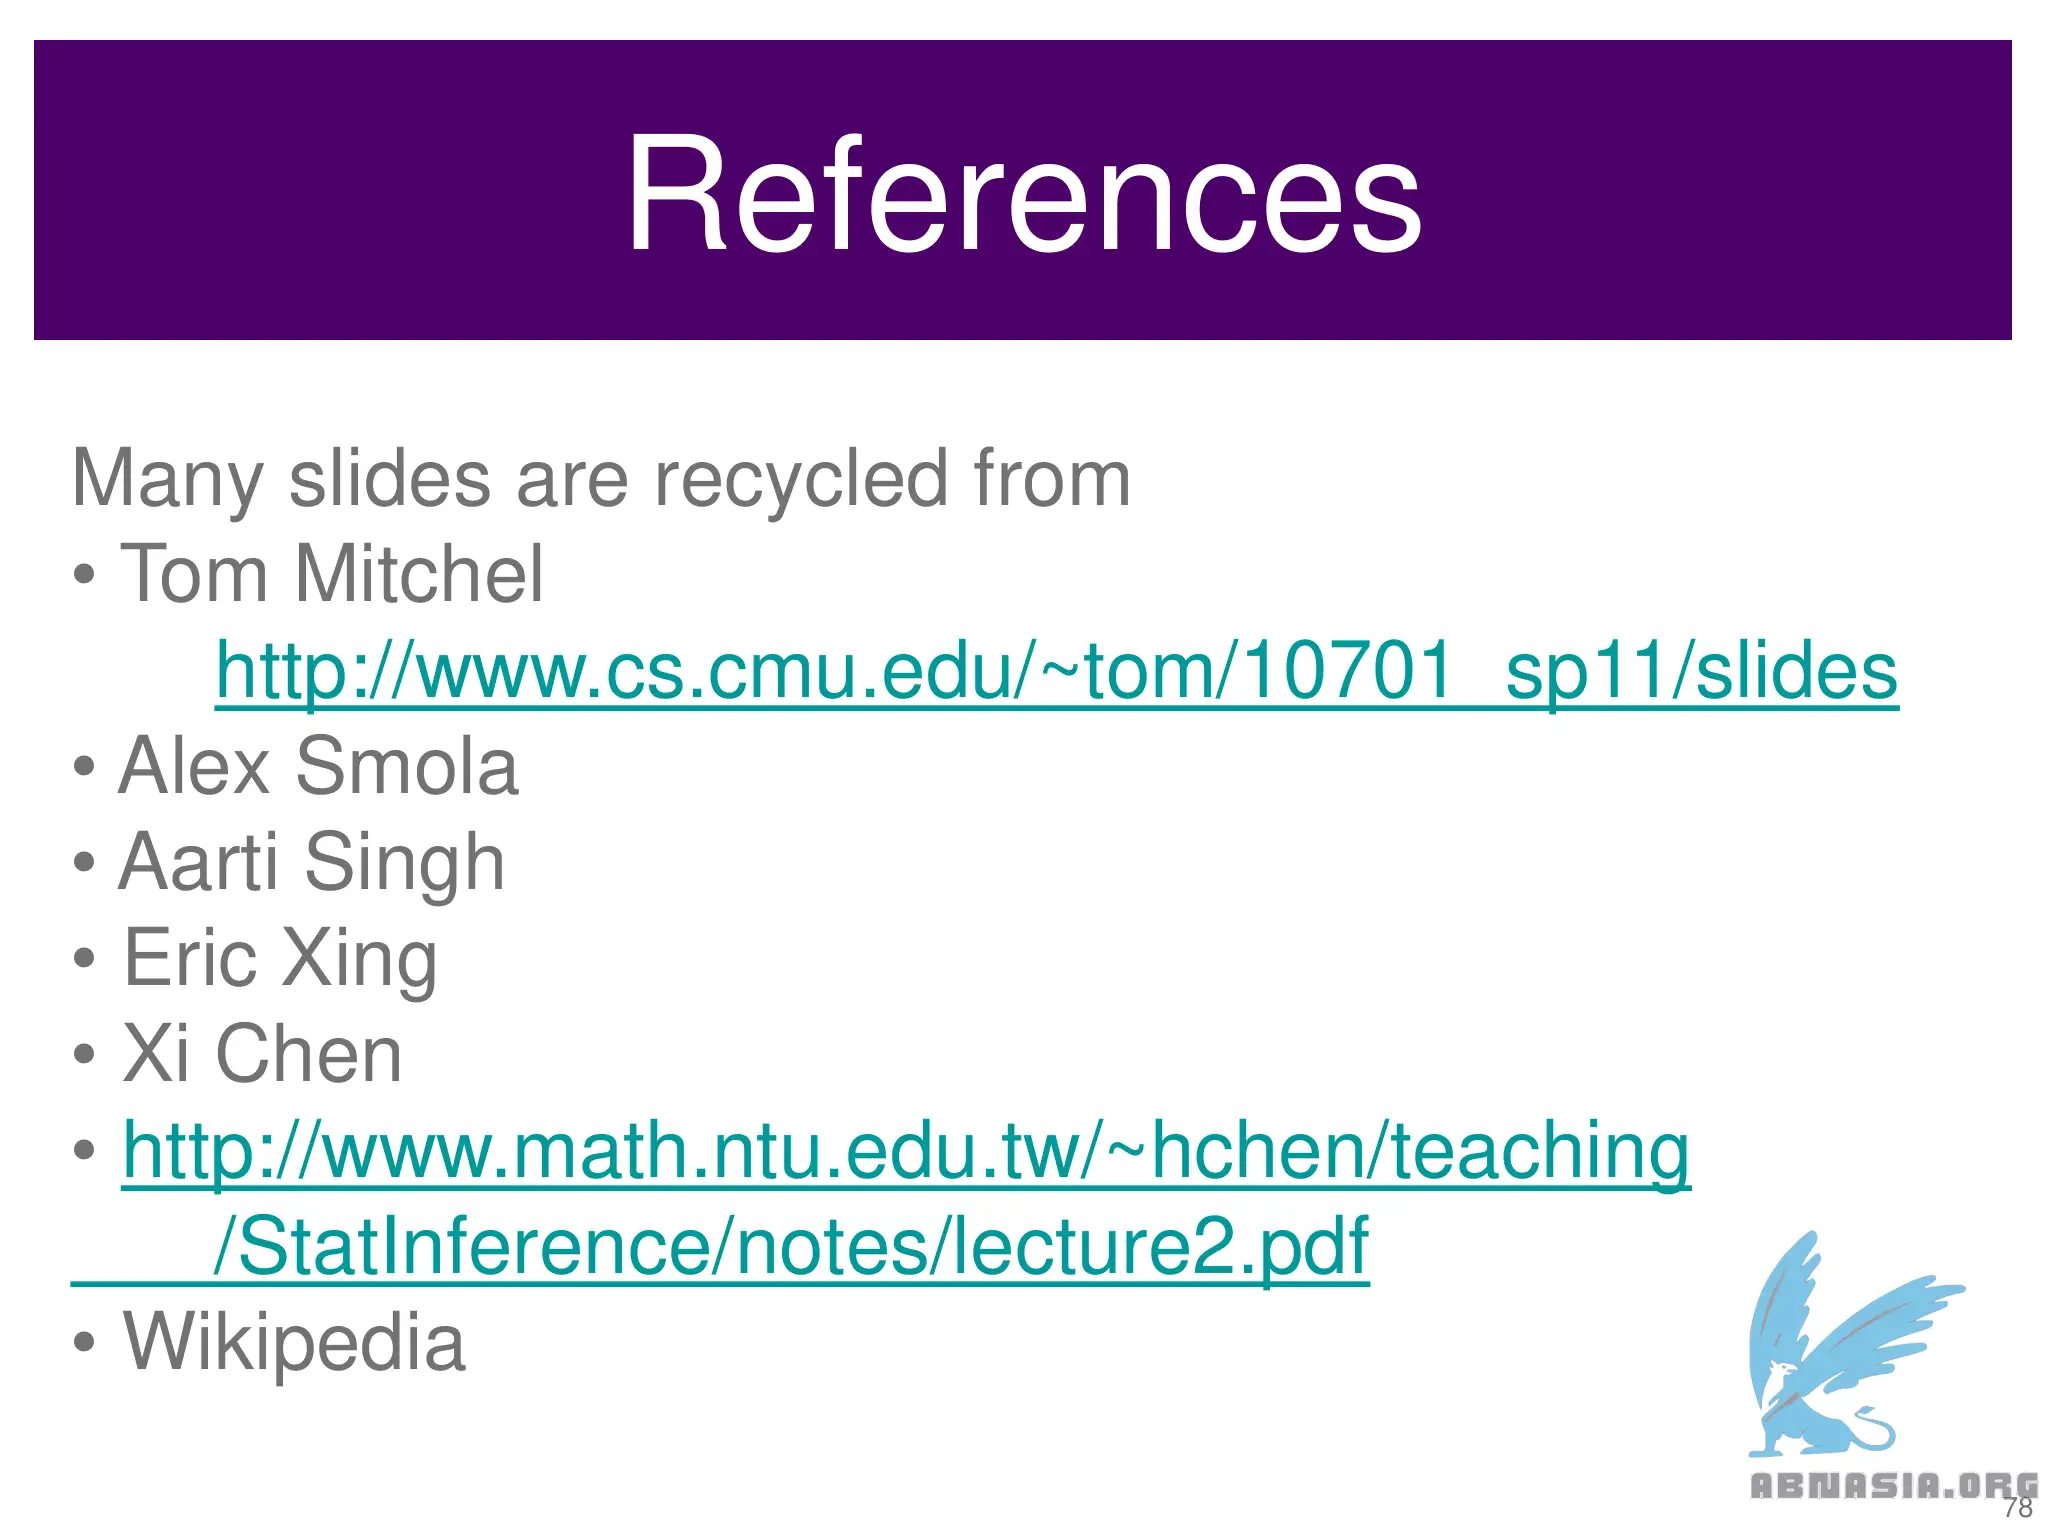 References
Many slides are recycled from
• Tom Mitchel
http://www.cs.cmu.edu/~tom/10701_sp11/slides
• Alex Smola
• Aarti Singh
• Eric Xing
• Xi Chen
• http://www.math.ntu.edu.tw/~hchen/teaching
/StatInference/notes/lecture2.pdf
• Wikipedia
ABNASIA.ORG
78